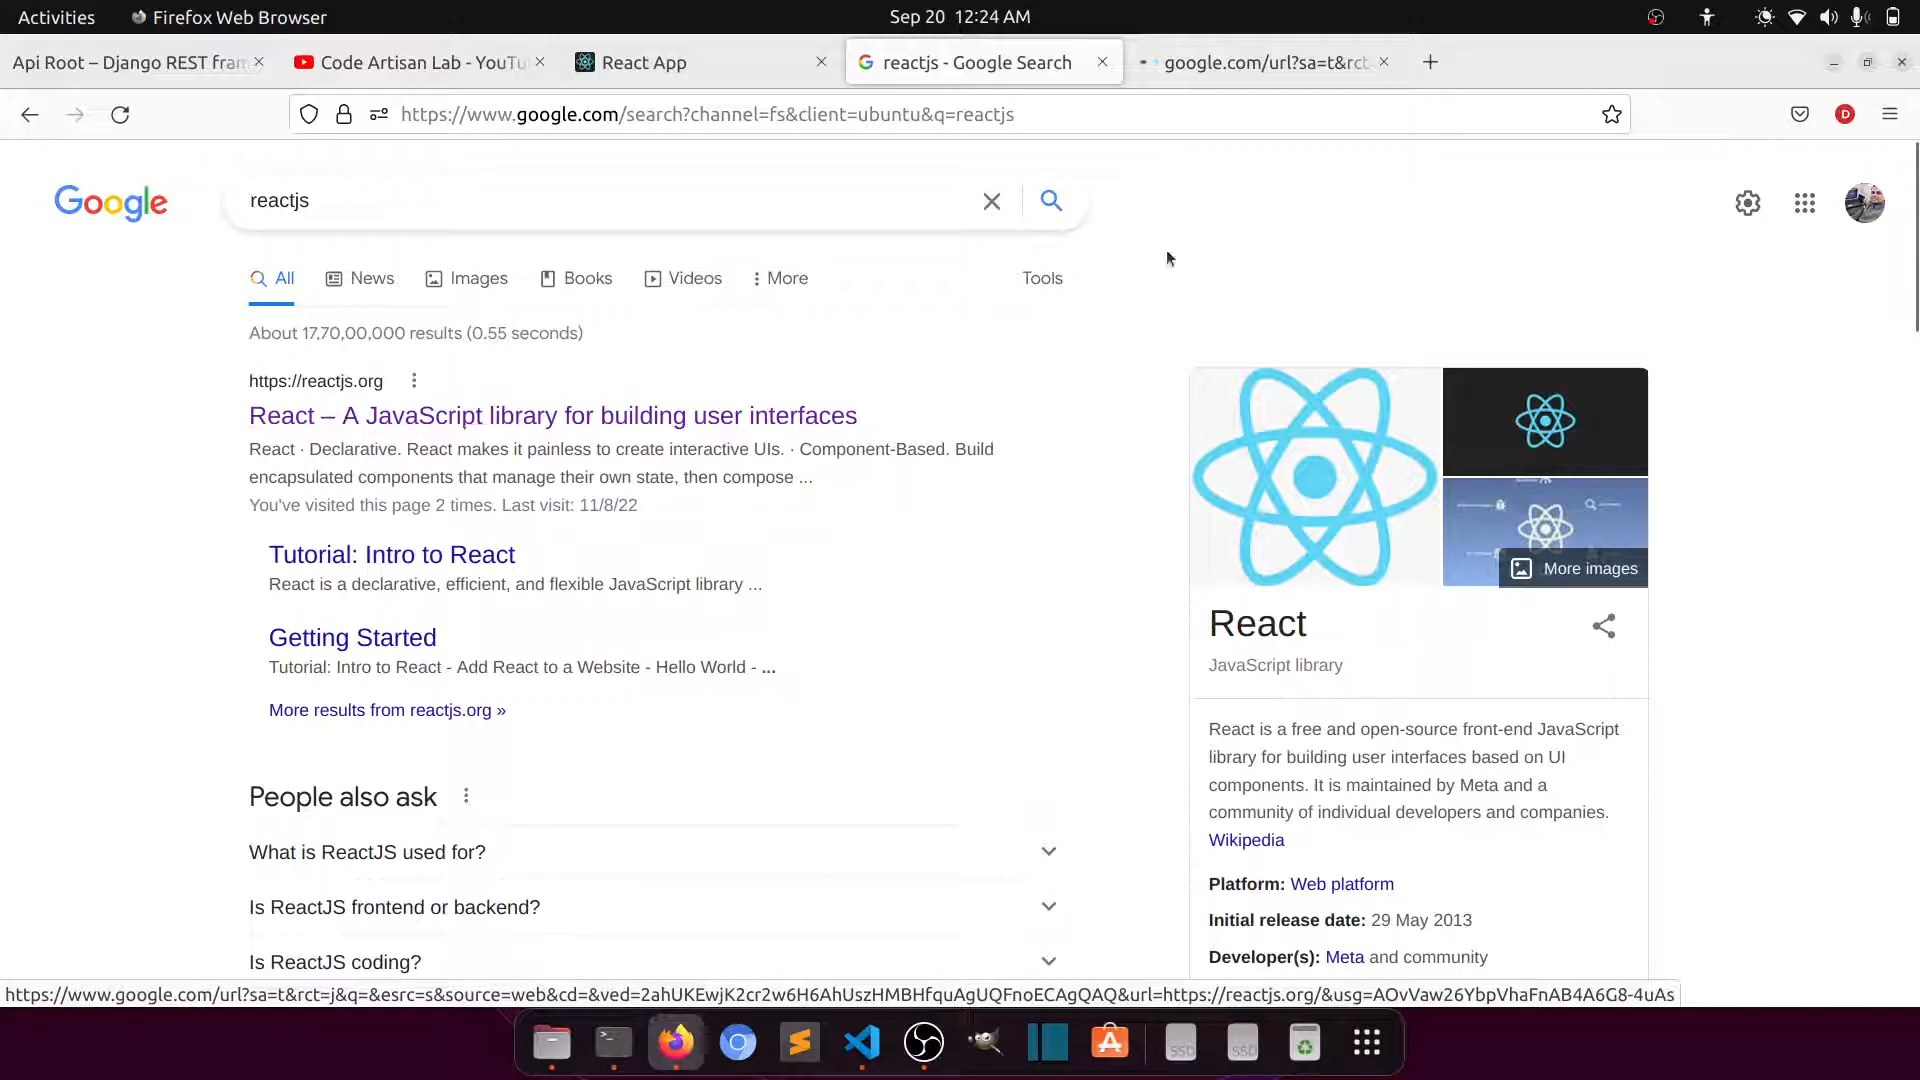 Activities
Firefox Web Browser
Sep 20 12:24 AM
Api Root – Django REST fram
Code Artisan Lab - YouTu
React App
reactjs - Google Search
google.com/url?sa=t&rct
https://www.google.com/search?channel=fs&client=ubuntu&q=reactjs
D
Google
reactjs
All
News
Images
Books
Videos
More
Tools
About 17,70,00,000 results (0.55 seconds)
https://reactjs.org
React – A JavaScript library for building user interfaces
React · Declarative. React makes it painless to create interactive UIs. · Component-Based. Build
encapsulated components that manage their own state, then compose ...
You've visited this page 2 times. Last visit: 11/8/22
Tutorial: Intro to React
React is a declarative, efficient, and flexible JavaScript library ...
Getting Started
Tutorial: Intro to React - Add React to a Website - Hello World - ...
More results from reactjs.org »
People also ask
What is ReactJS used for?
Is ReactJS frontend or backend?
Is ReactJS coding?
More images
React
JavaScript library
React is a free and open-source front-end JavaScript
library for building user interfaces based on UI
components. It is maintained by Meta and a
community of individual developers and companies.
Wikipedia
Platform: Web platform
Initial release date: 29 May 2013
Developer(s): Meta and community
https://www.google.com/url?sa=t&rct=j&q=&esrc=s&source=web&cd=&ved=2ahUKEwjK2cr2w6H6AhUszHMBHfquAgUQFnoECAgQAQ&url=https://reactjs.org/&usg=AOvVaw26YbpVhaFnAB4A6G8-4uAs
SSD
SSD